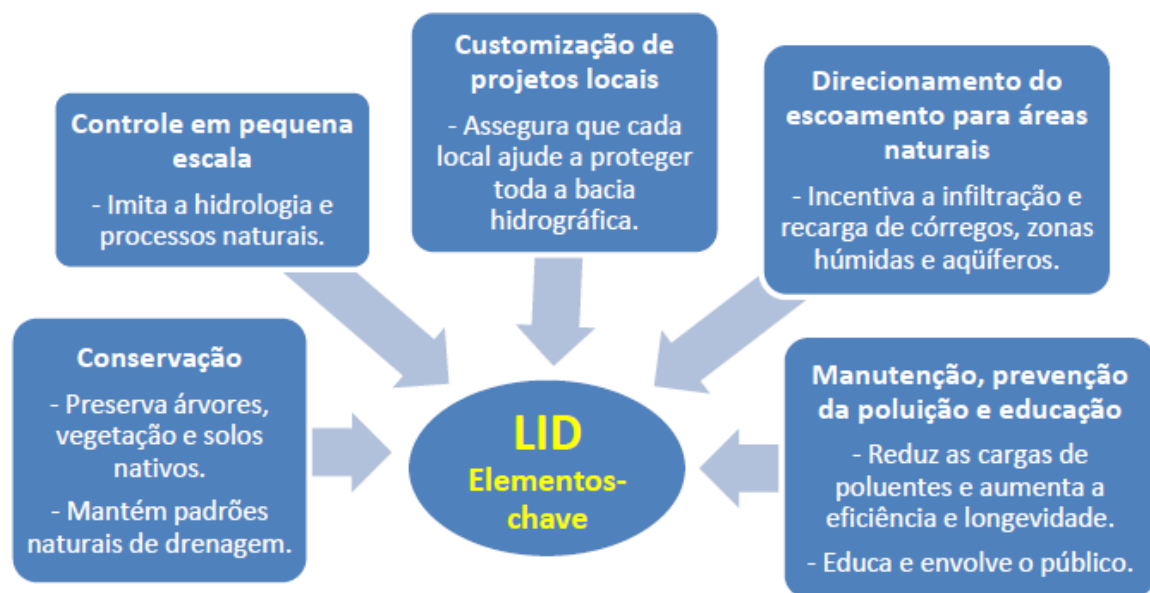 Conservação
- Preserva árvores,
vegetação e solos
nativos.
- Mantém padrões
naturais de drenagem.
Controle em pequena
escala
- Imita a hidrologia e
processos naturais.
Customização de
projetos locais
- Assegura que cada
local ajude a proteger
toda a bacia
hidrográfica.
Direcionamento do
escoamento para áreas
naturais
- Incentiva a infiltração e
recarga de córregos, zonas
húmidas e aqüíferos.
Manutenção, prevenção
da poluição e educação
- Reduz as cargas de
poluentes e aumenta a
eficiência e longevidade.
- Educa e envolve o público.
LID
Elementos-
chave